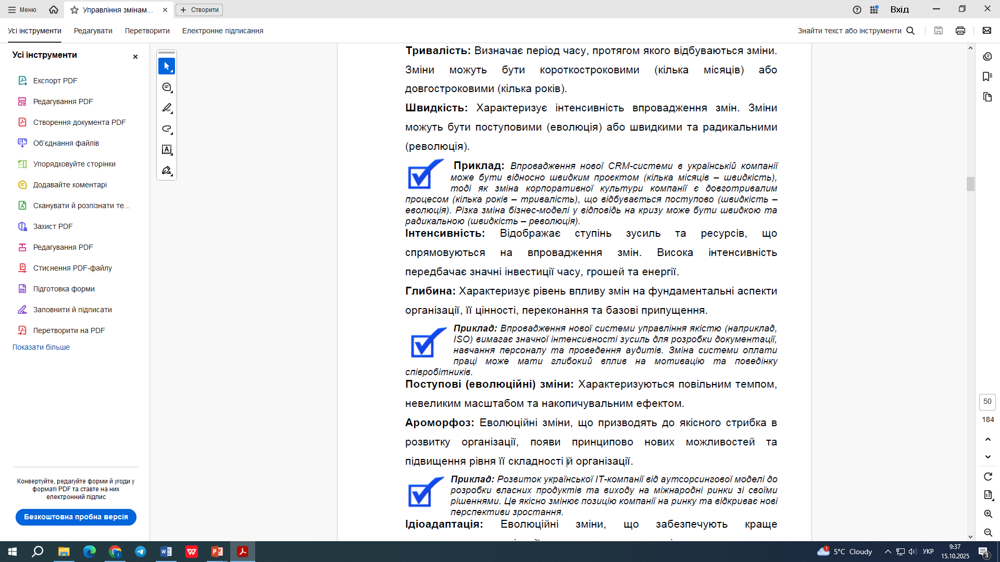 Меню
Управління змінам...
Створити
Вхід
Усі інструменти
Редагувати
Перетворити
Електронне підписання
Знайти текст або інструменти
Усі інструменти
Експорт PDF
Редагування PDF
Створення документа PDF
Об’єднання файлів
Упорядковуйте сторінки
Додавайте коментарі
Сканувати й розпізнати те...
Захист PDF
Редагування PDF
Стиснення PDF-файлу
Підготовка форми
Заповнити й підписати
Перетворити на PDF
Показати більше
Конвертуйте, редагуйте форми й угоди у
форматі PDF та ставте на них
електронний підпис
Безкоштовна пробна версія
Тривалість: Визначає період часу, протягом якого відбуваються зміни.
Зміни можуть бути короткостроковими (кілька місяців) або
довгостроковими (кілька років).
Швидкість: Характеризує інтенсивність впровадження змін. Зміни
можуть бути поступовими (еволюція) або швидкими та радикальними
(революція).
Приклад: Впровадження нової CRM-системи в українській компанії
може бути відносно швидким проєктом (кілька місяців – швидкість),
тоді як зміна корпоративної культури компанії є довготривалим
процесом (кілька років – тривалість), що відбувається поступово (швидкість –
еволюція). Різка зміна бізнес-моделі у відповідь на кризу може бути швидкою та
радикальною (швидкість – революція).
Інтенсивність: Відображає ступінь зусиль та ресурсів, що
спрямовуються на впровадження змін. Висока інтенсивність
передбачає значні інвестиції часу, грошей та енергії.
Глибина: Характеризує рівень впливу змін на фундаментальні аспекти
організації, її цінності, переконання та базові припущення.
Приклад: Впровадження нової системи управління якістю (наприклад,
ISO) вимагає значної інтенсивності зусиль для розробки документації,
навчання персоналу та проведення аудитів. Зміна системи оплати
праці може мати глибокий вплив на мотивацію та поведінку
співробітників.
Поступові (еволюційні) зміни: Характеризуються повільним темпом,
невеликим масштабом та накопичувальним ефектом.
Ароморфоз: Еволюційні зміни, що призводять до якісного стрибка в
розвитку організації, появи принципово нових можливостей та
підвищення рівня її складності й організації.
Приклад: Розвиток української ІТ-компанії від аутсорсингової моделі до
розробки власних продуктів та виходу на міжнародні ринки зі своїми
рішеннями. Це якісно змінює позицію компанії на ринку та відкриває нові
перспективи зростання.
Ідіоадаптація: Еволюційні зміни, що забезпечують краще
50
184
5°C Cloudy
УКР
9:37
15.10.2025
3